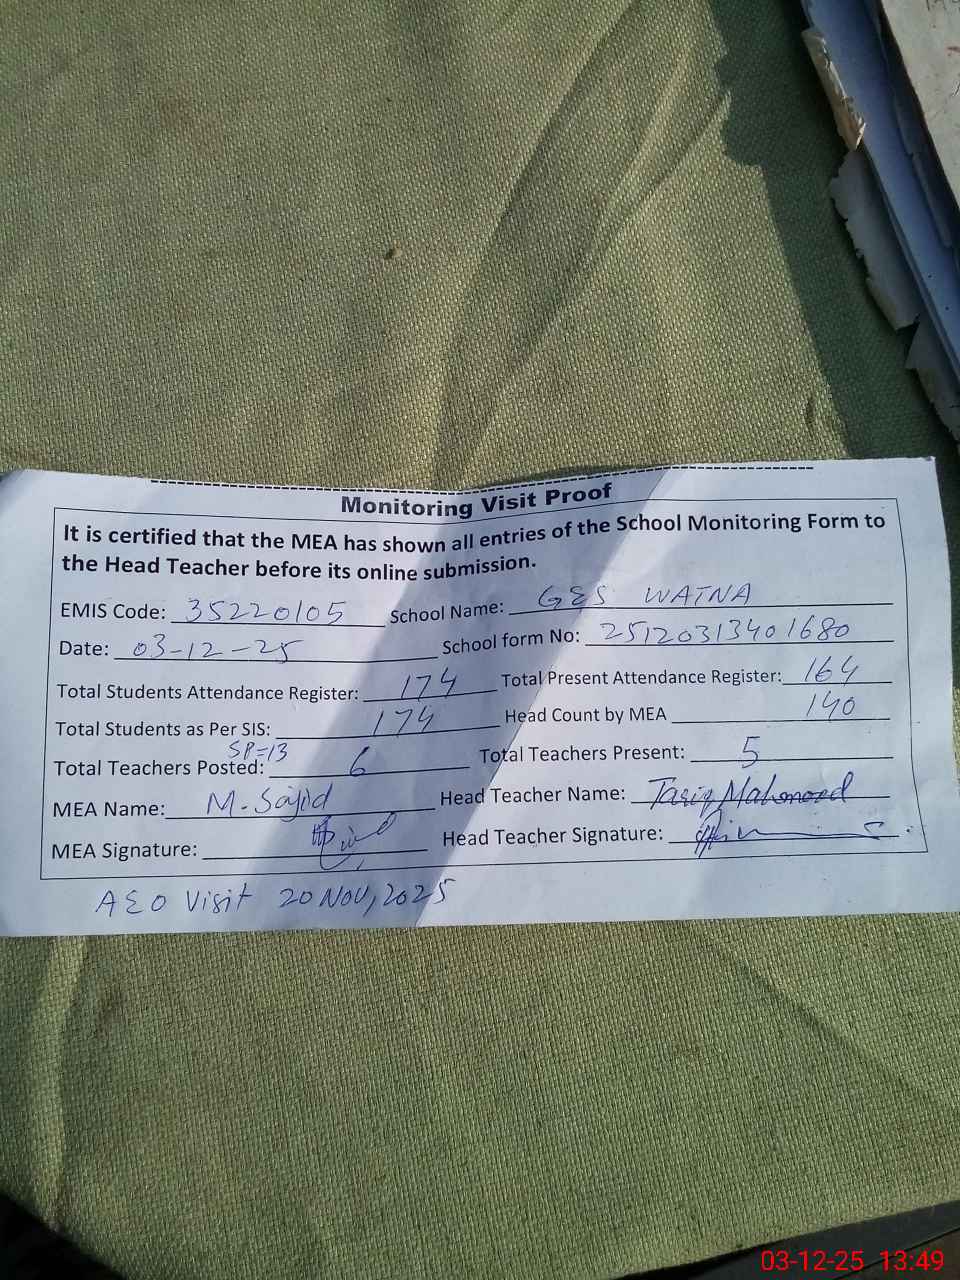 Monitoring Visit Proof
It is certified that the MEA has shown all entries of the School Monitoring Form to
the Head Teacher before its online submission.
EMIS Code: 35220105 School Name: GES WATNA
Date: 03-12-25 School form No: 2512031340 1680
Total Students Attendance Register: 174 Total Present Attendance Register: 164
Total Students as Per SIS: 174 Head Count by MEA 140
SP=13
Total Teachers Posted: 6 Total Teachers Present: 5
MEA Name: M. Sajid Head Teacher Name: Tariq Mahmood
MEA Signature: Head Teacher Signature:
AEO Visit 20 NOV, 2025
03-12-25 13:49